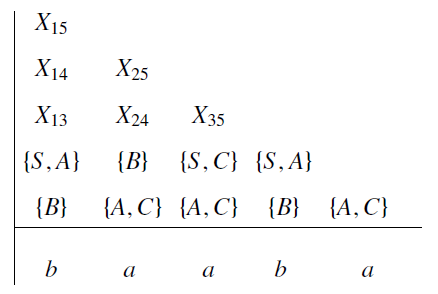 X₁₅
X₁₄ X₂₅
X₁₃ X₂₄ X₃₅
{S, A} {B} {S, C} {S, A}
{B} {A, C} {A, C} {B} {A, C}
b a a b a